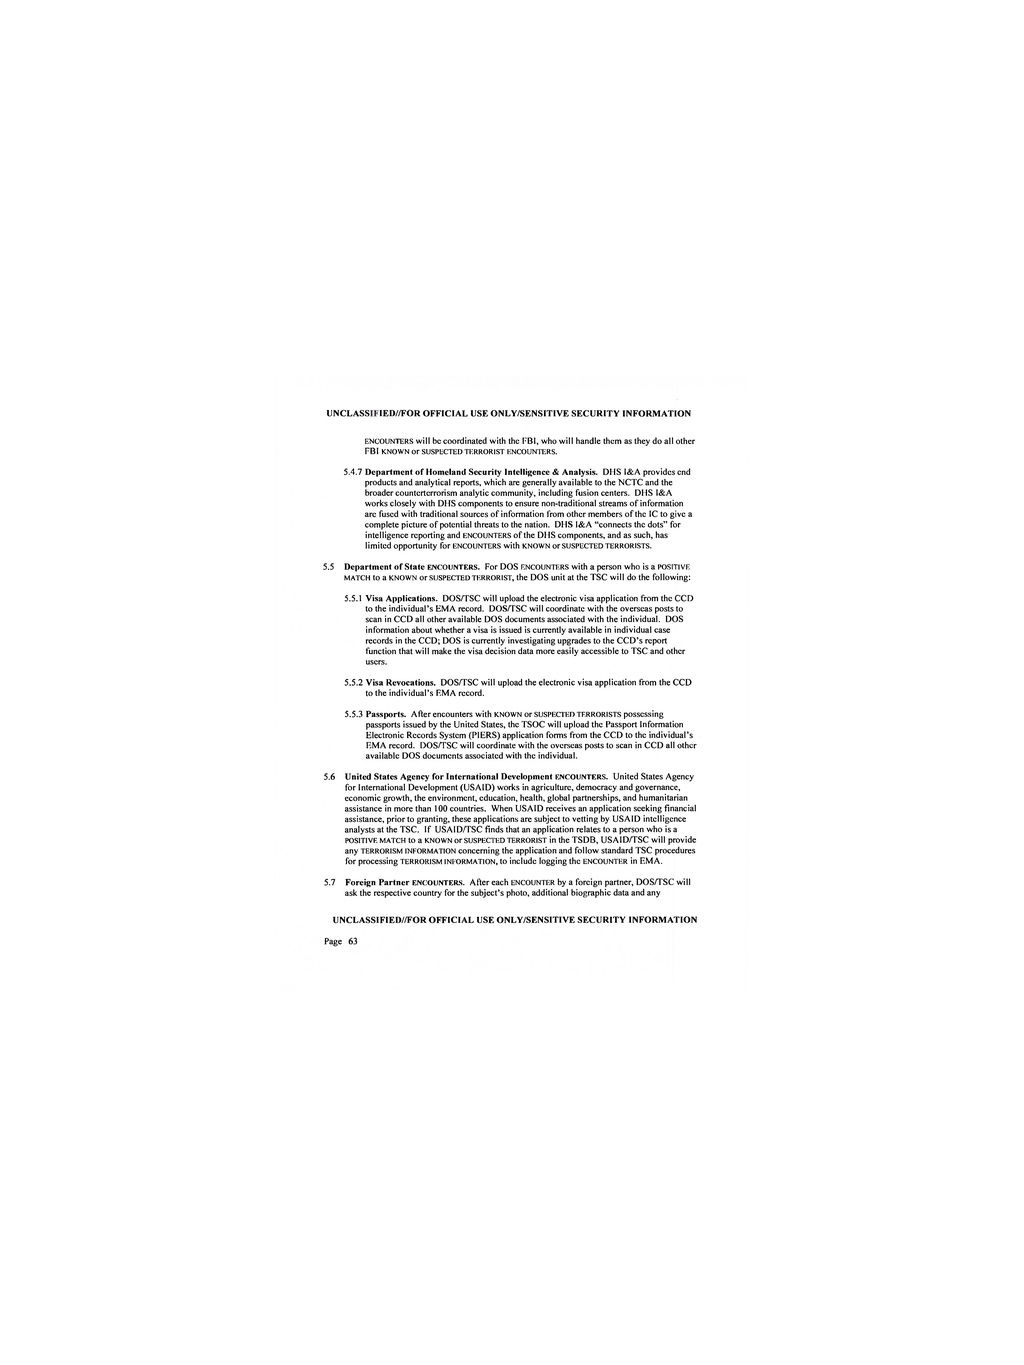 UNCLASSIFIED//FOR OFFICIAL USE ONLY/SENSITIVE SECURITY INFORMATION
ENCOUNTERS will be coordinated with the FBI, who will handle them as they do all other
FBI KNOWN or SUSPECTED TERRORIST ENCOUNTERS.
5.4.7 Department of Homeland Security Intelligence & Analysis. DHS I&A provides end
products and analytical reports, which are generally available to the NCTC and the
broader counterterrorism analytic community, including fusion centers. DHS I&A
works closely with DHS components to ensure non-traditional streams of information
are fused with traditional sources of information from other members of the IC to give a
complete picture of potential threats to the nation. DHS I&A "connects the dots" for
intelligence reporting and ENCOUNTERS of the DHS components, and as such, has
limited opportunity for ENCOUNTERS with KNOWN or SUSPECTED TERRORISTS.
5.5 Department of State ENCOUNTERS. For DOS ENCOUNTERS with a person who is a POSITIVE
MATCH to a KNOWN or SUSPECTED TERRORIST, the DOS unit at the TSC will do the following:
5.5.1 Visa Applications. DOS/TSC will upload the electronic visa application from the CCD
to the individual's EMA record. DOS/TSC will coordinate with the overseas posts to
scan in CCD all other available DOS documents associated with the individual. DOS
information about whether a visa is issued is currently available in individual case
records in the CCD; DOS is currently investigating upgrades to the CCD's report
function that will make the visa decision data more easily accessible to TSC and other
users.
5.5.2 Visa Revocations. DOS/TSC will upload the electronic visa application from the CCD
to the individual's EMA record.
5.5.3 Passports. After encounters with KNOWN or SUSPECTED TERRORISTS possessing
passports issued by the United States, the TSOC will upload the Passport Information
Electronic Records System (PIERS) application forms from the CCD to the individual's
EMA record. DOS/TSC will coordinate with the overseas posts to scan in CCD all other
available DOS documents associated with the individual.
5.6 United States Agency for International Development ENCOUNTERS. United States Agency
for International Development (USAID) works in agriculture, democracy and governance,
economic growth, the environment, education, health, global partnerships, and humanitarian
assistance in more than 100 countries. When USAID receives an application seeking financial
assistance, prior to granting, these applications are subject to vetting by USAID intelligence
analysts at the TSC. If USAID/TSC finds that an application relates to a person who is a
POSITIVE MATCH to a KNOWN or SUSPECTED TERRORIST in the TSDB, USAID/TSC will provide
any TERRORISM INFORMATION concerning the application and follow standard TSC procedures
for processing TERRORISM INFORMATION, to include logging the ENCOUNTER in EMA.
5.7 Foreign Partner ENCOUNTERS. After each ENCOUNTER by a foreign partner, DOS/TSC will
ask the respective country for the subject's photo, additional biographic data and any
UNCLASSIFIED//FOR OFFICIAL USE ONLY/SENSITIVE SECURITY INFORMATION
Page 63